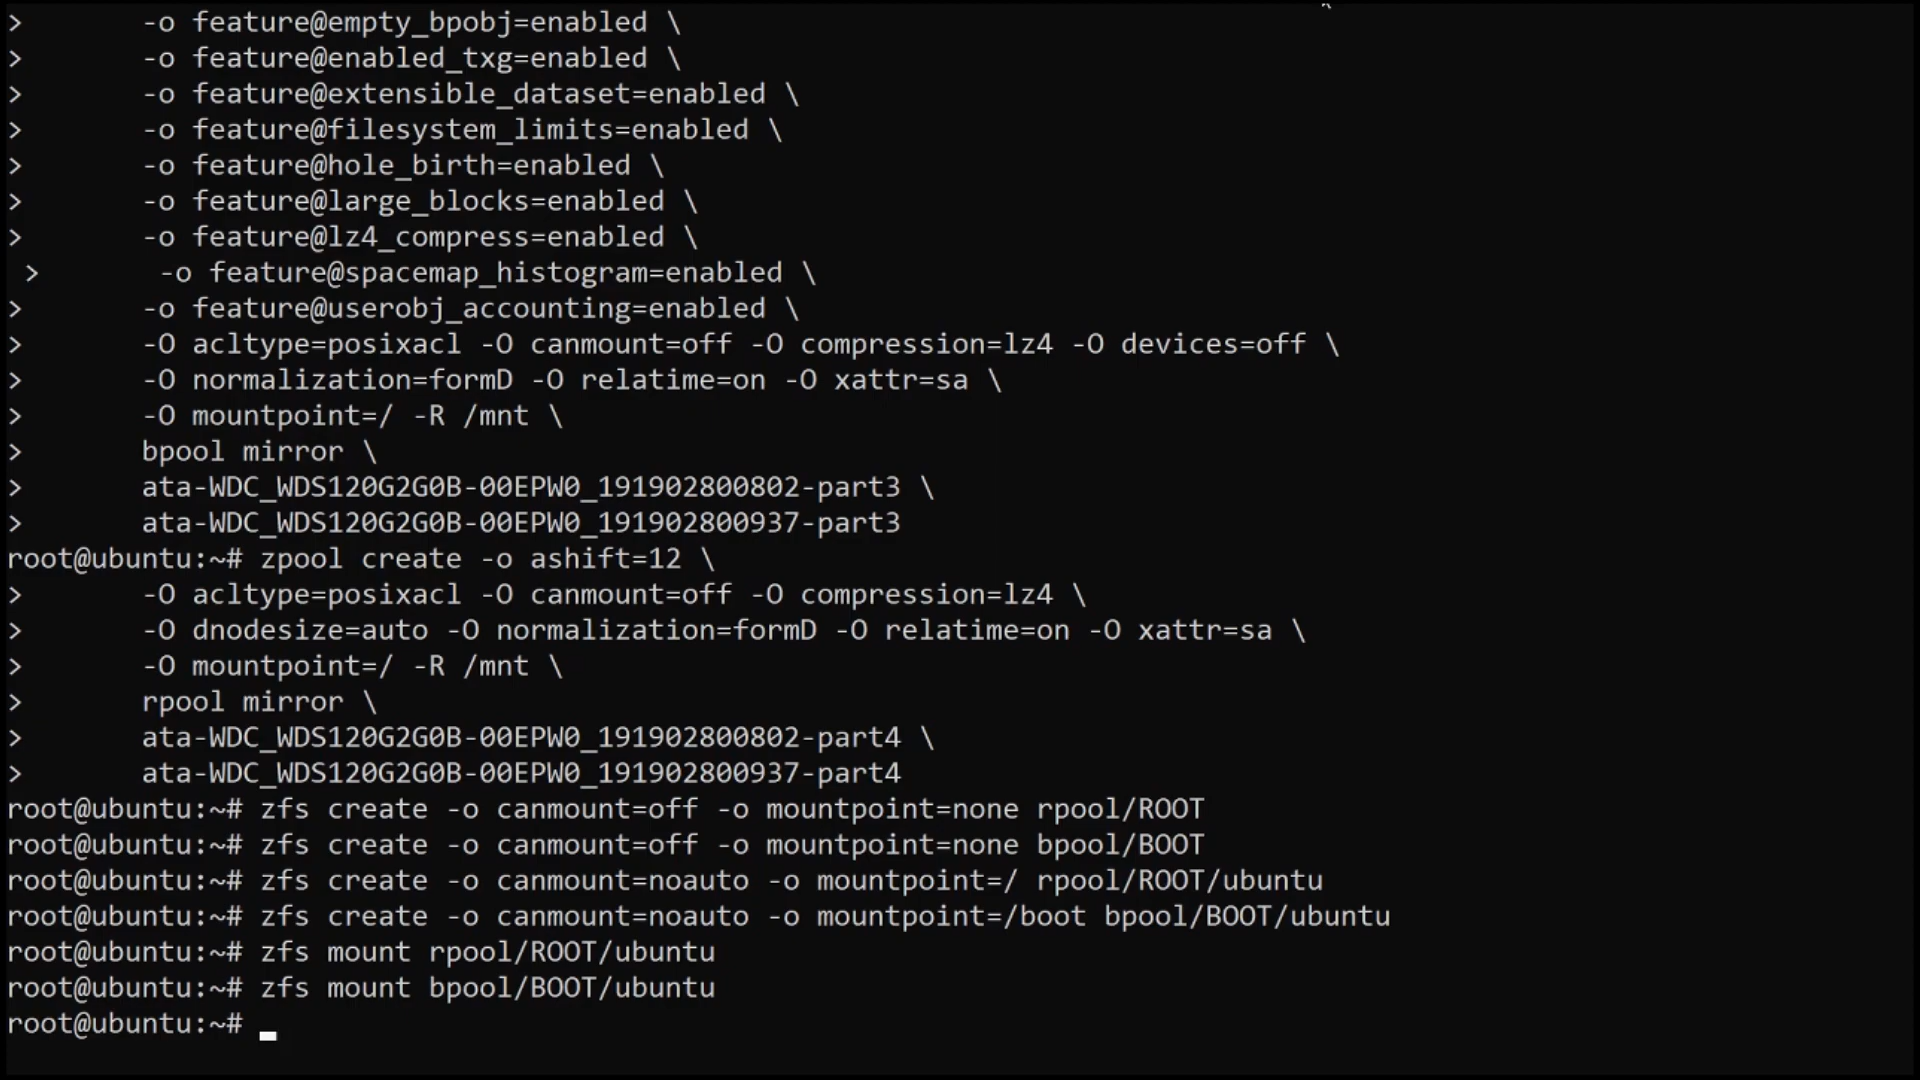 >       -o feature@empty_bpobj=enabled \
>       -o feature@enabled_txg=enabled \
>       -o feature@extensible_dataset=enabled \
>       -o feature@filesystem_limits=enabled \
>       -o feature@hole_birth=enabled \
>       -o feature@large_blocks=enabled \
>       -o feature@lz4_compress=enabled \
 >       -o feature@spacemap_histogram=enabled \
>       -o feature@userobj_accounting=enabled \
>       -O acltype=posixacl -O canmount=off -O compression=lz4 -O devices=off \
>       -O normalization=formD -O relatime=on -O xattr=sa \
>       -O mountpoint=/ -R /mnt \
>       bpool mirror \
>       ata-WDC_WDS120G2G0B-00EPW0_191902800802-part3 \
>       ata-WDC_WDS120G2G0B-00EPW0_191902800937-part3
root@ubuntu:~# zpool create -o ashift=12 \
>       -O acltype=posixacl -O canmount=off -O compression=lz4 \
>       -O dnodesize=auto -O normalization=formD -O relatime=on -O xattr=sa \
>       -O mountpoint=/ -R /mnt \
>       rpool mirror \
>       ata-WDC_WDS120G2G0B-00EPW0_191902800802-part4 \
>       ata-WDC_WDS120G2G0B-00EPW0_191902800937-part4
root@ubuntu:~# zfs create -o canmount=off -o mountpoint=none rpool/ROOT
root@ubuntu:~# zfs create -o canmount=off -o mountpoint=none bpool/BOOT
root@ubuntu:~# zfs create -o canmount=noauto -o mountpoint=/ rpool/ROOT/ubuntu
root@ubuntu:~# zfs create -o canmount=noauto -o mountpoint=/boot bpool/BOOT/ubuntu
root@ubuntu:~# zfs mount rpool/ROOT/ubuntu
root@ubuntu:~# zfs mount bpool/BOOT/ubuntu
root@ubuntu:~#